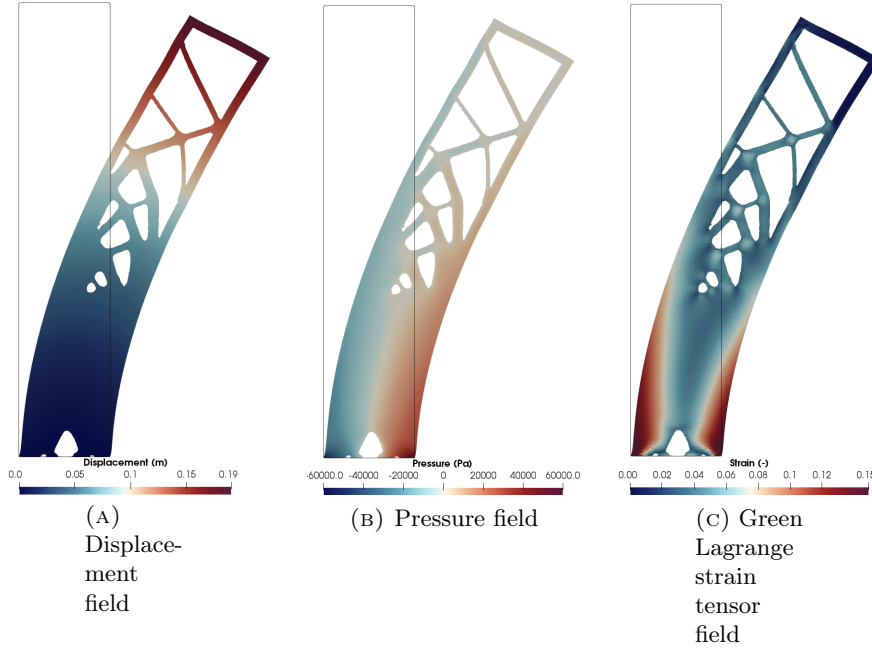 Displacement (m)
0.0 0.05 0.1 0.15 0.19
Pressure (Pa)
-60000.0 -40000 -20000 0 20000 40000 60000.0
Strain (-)
0.00 0.02 0.04 0.06 0.08 0.1 0.12 0.15
(A)
Displace-
ment
field
(B) Pressure field
(C) Green
Lagrange
strain
tensor
field